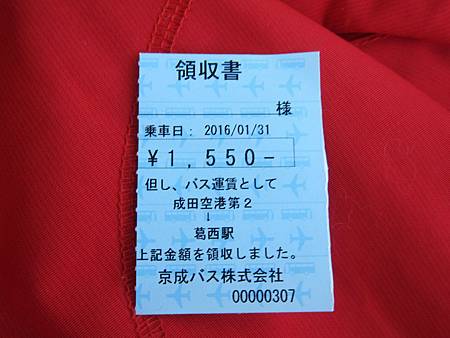 領収書
様
乗車日： 2016/01/31
¥1,550-
但し、バス運賃として
成田空港第2
↓
葛西駅
上記金額を領収しました。
京成バス株式会社
00000307